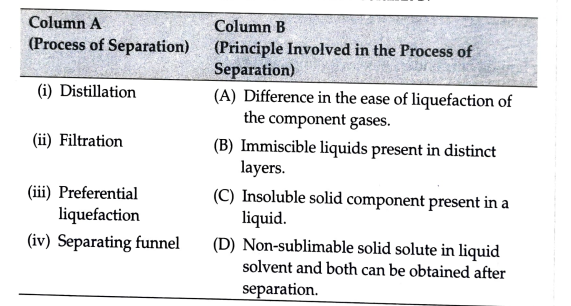 Column A
(Process of Separation)
Column B
(Principle Involved in the Process of
Separation)
(i) Distillation
(A) Difference in the ease of liquefaction of
the component gases.
(ii) Filtration
(B) Immiscible liquids present in distinct
layers.
(iii) Preferential
liquefaction
(C) Insoluble solid component present in a
liquid.
(iv) Separating funnel
(D) Non-sublimable solid solute in liquid
solvent and both can be obtained after
separation.